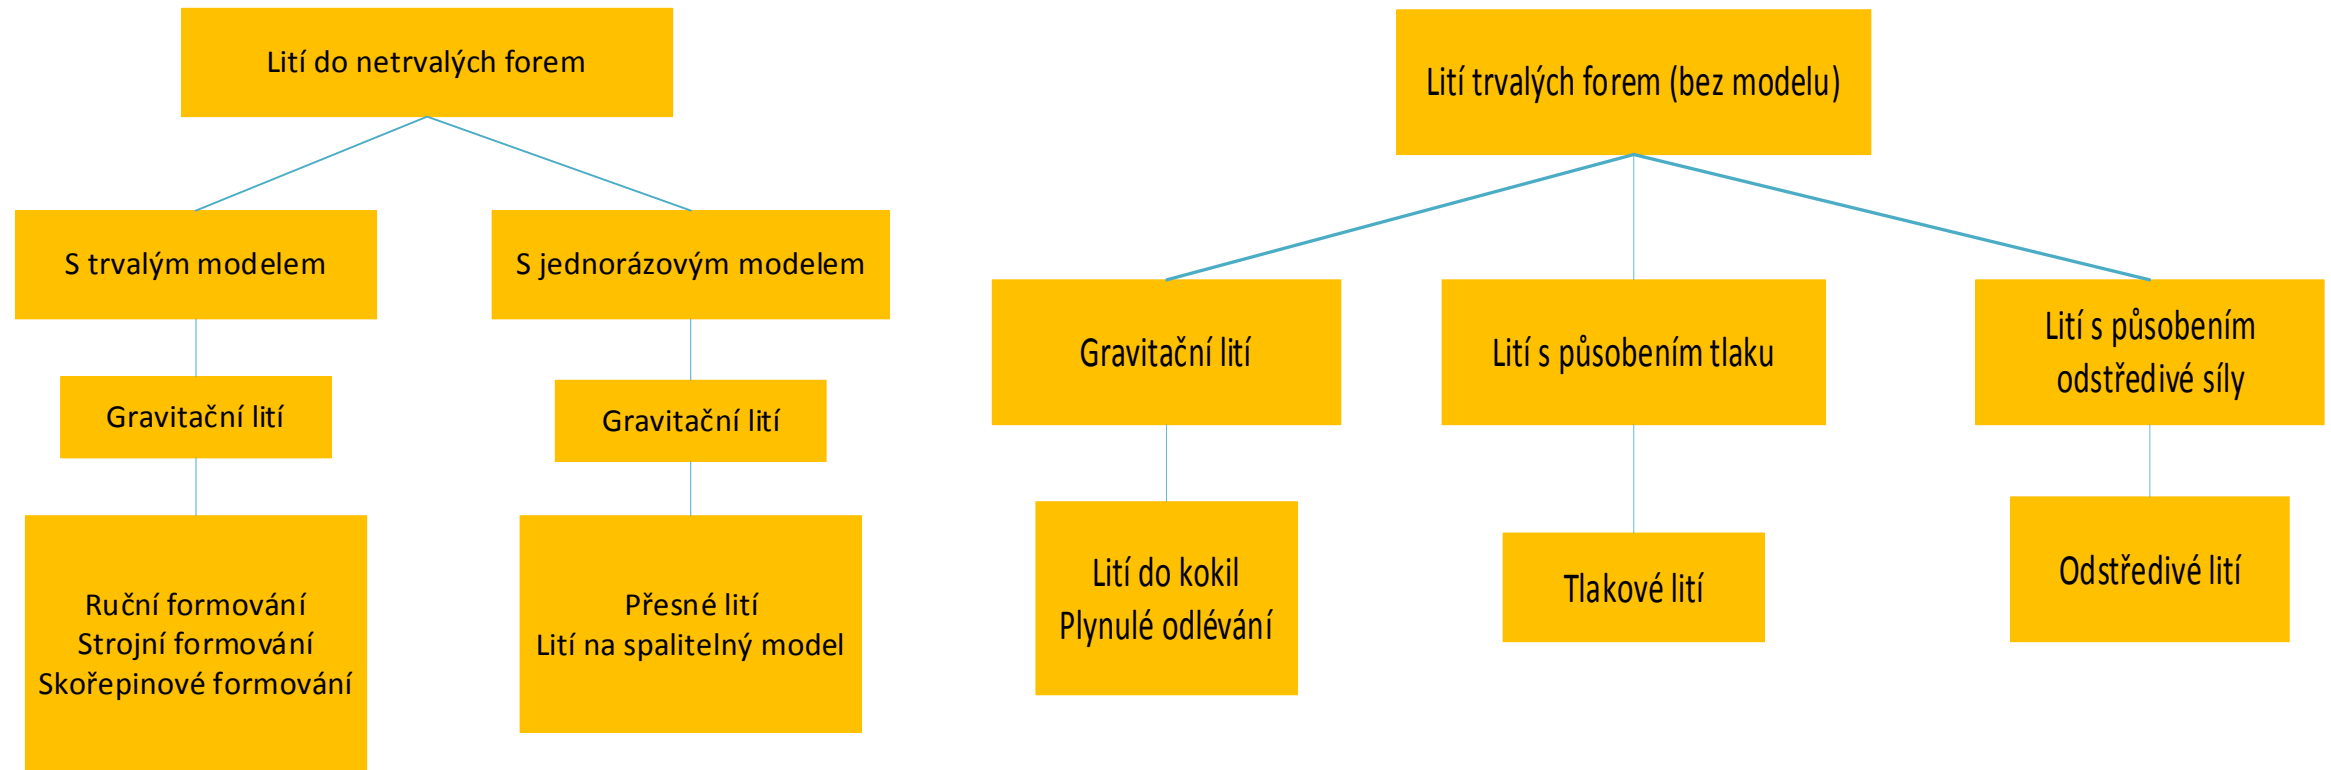 Lití do netrvalých forem
S trvalým modelem
S jednorázovým modelem
Gravitační lití
Gravitační lití
Ruční formování
Strojní formování
Skořepinové formování
Přesné lití
Lití na spalitelný model
Lití trvalých forem (bez modelu)
Gravitační lití
Lití s působením tlaku
Lití s působením
odstředivé síly
Lití do kokil
Plynulé odlévání
Tlakové lití
Odstředivé lití